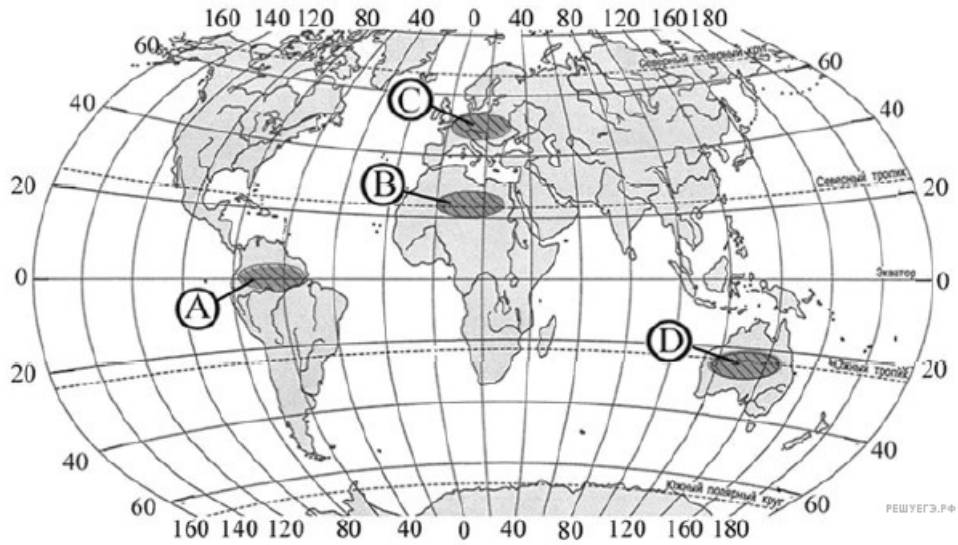 160 140 120 80 40 0 40 80 120 160 180
60 Северный полярный круг 60
C
40 40
B Северный тропик
20 20
0 Экватор 0
A
D
20 Южный тропик 20
40 40
60 Южный полярный круг 60
РЕШУЕГЭ.РФ
160 140 120 80 40 0 40 80 120 160 180